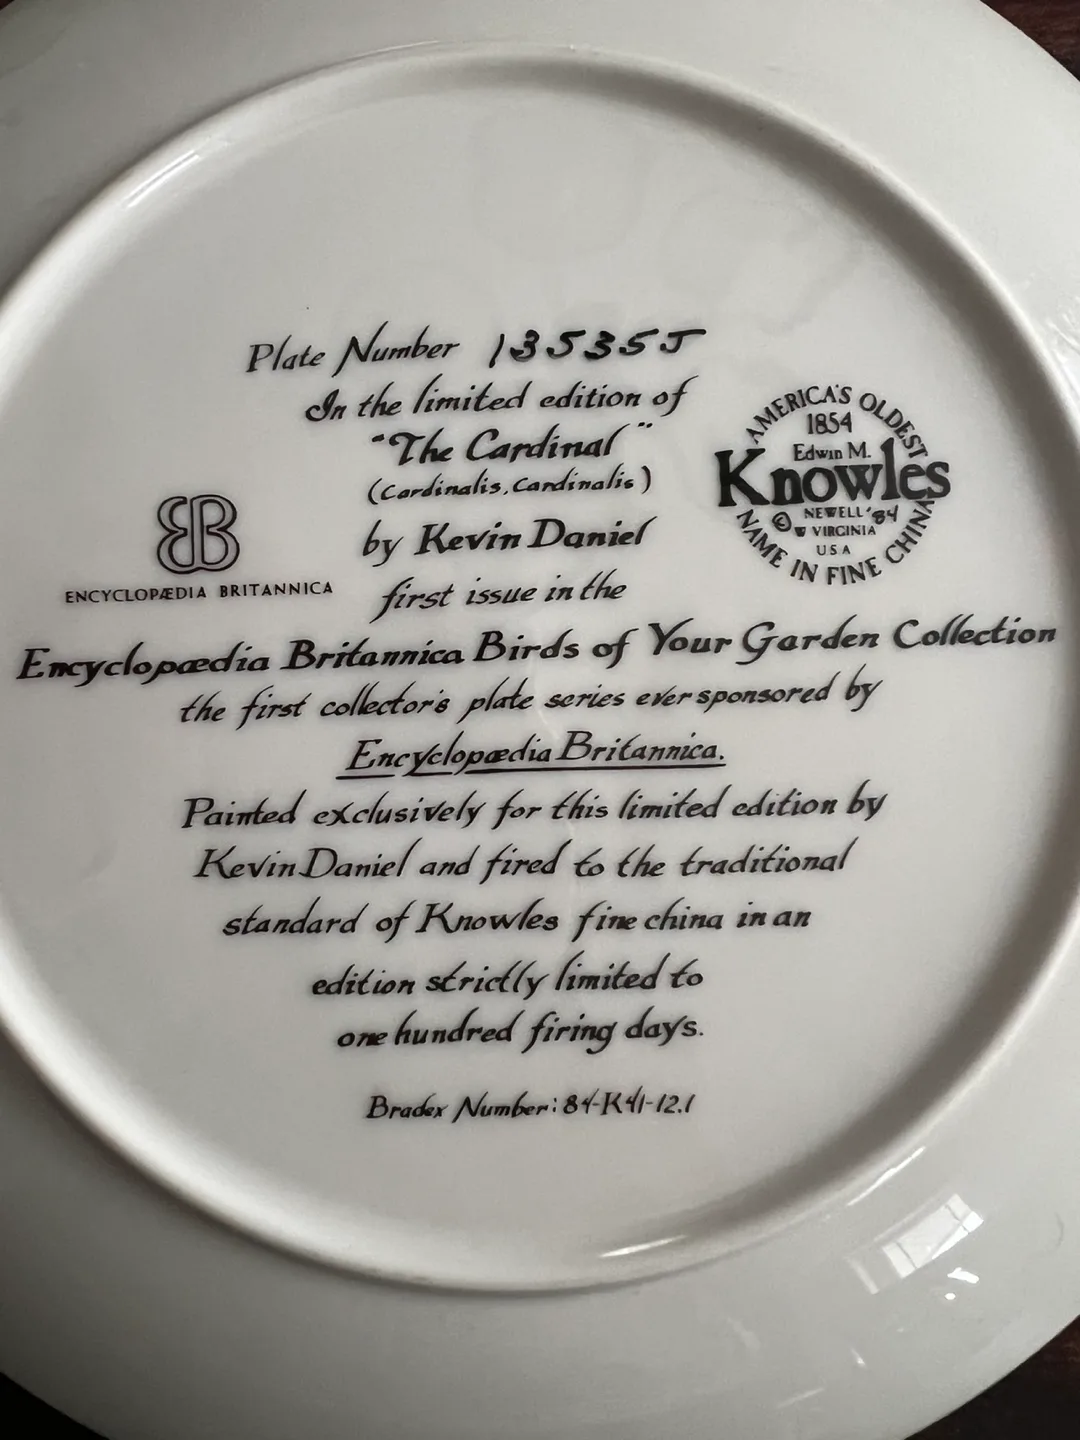 Plate Number 13535J
In the limited edition of
"The Cardinal"
(Cardinalis, Cardinalis)
by Kevin Daniel
first issue in the
Encyclopædia Britannica Birds of Your Garden Collection
the first collector's plate series ever sponsored by
Encyclopædia Britannica.
Painted exclusively for this limited edition by
Kevin Daniel and fired to the traditional
standard of Knowles fine china in an
edition strictly limited to
one hundred firing days.
Bradex Number: 84-K41-12.1
EB
ENCYCLOPÆDIA BRITANNICA
AMERICA'S OLDEST
1854
Edwin M.
Knowles
© NEWELL '84
W VIRGINIA
USA
NAME IN FINE CHINA